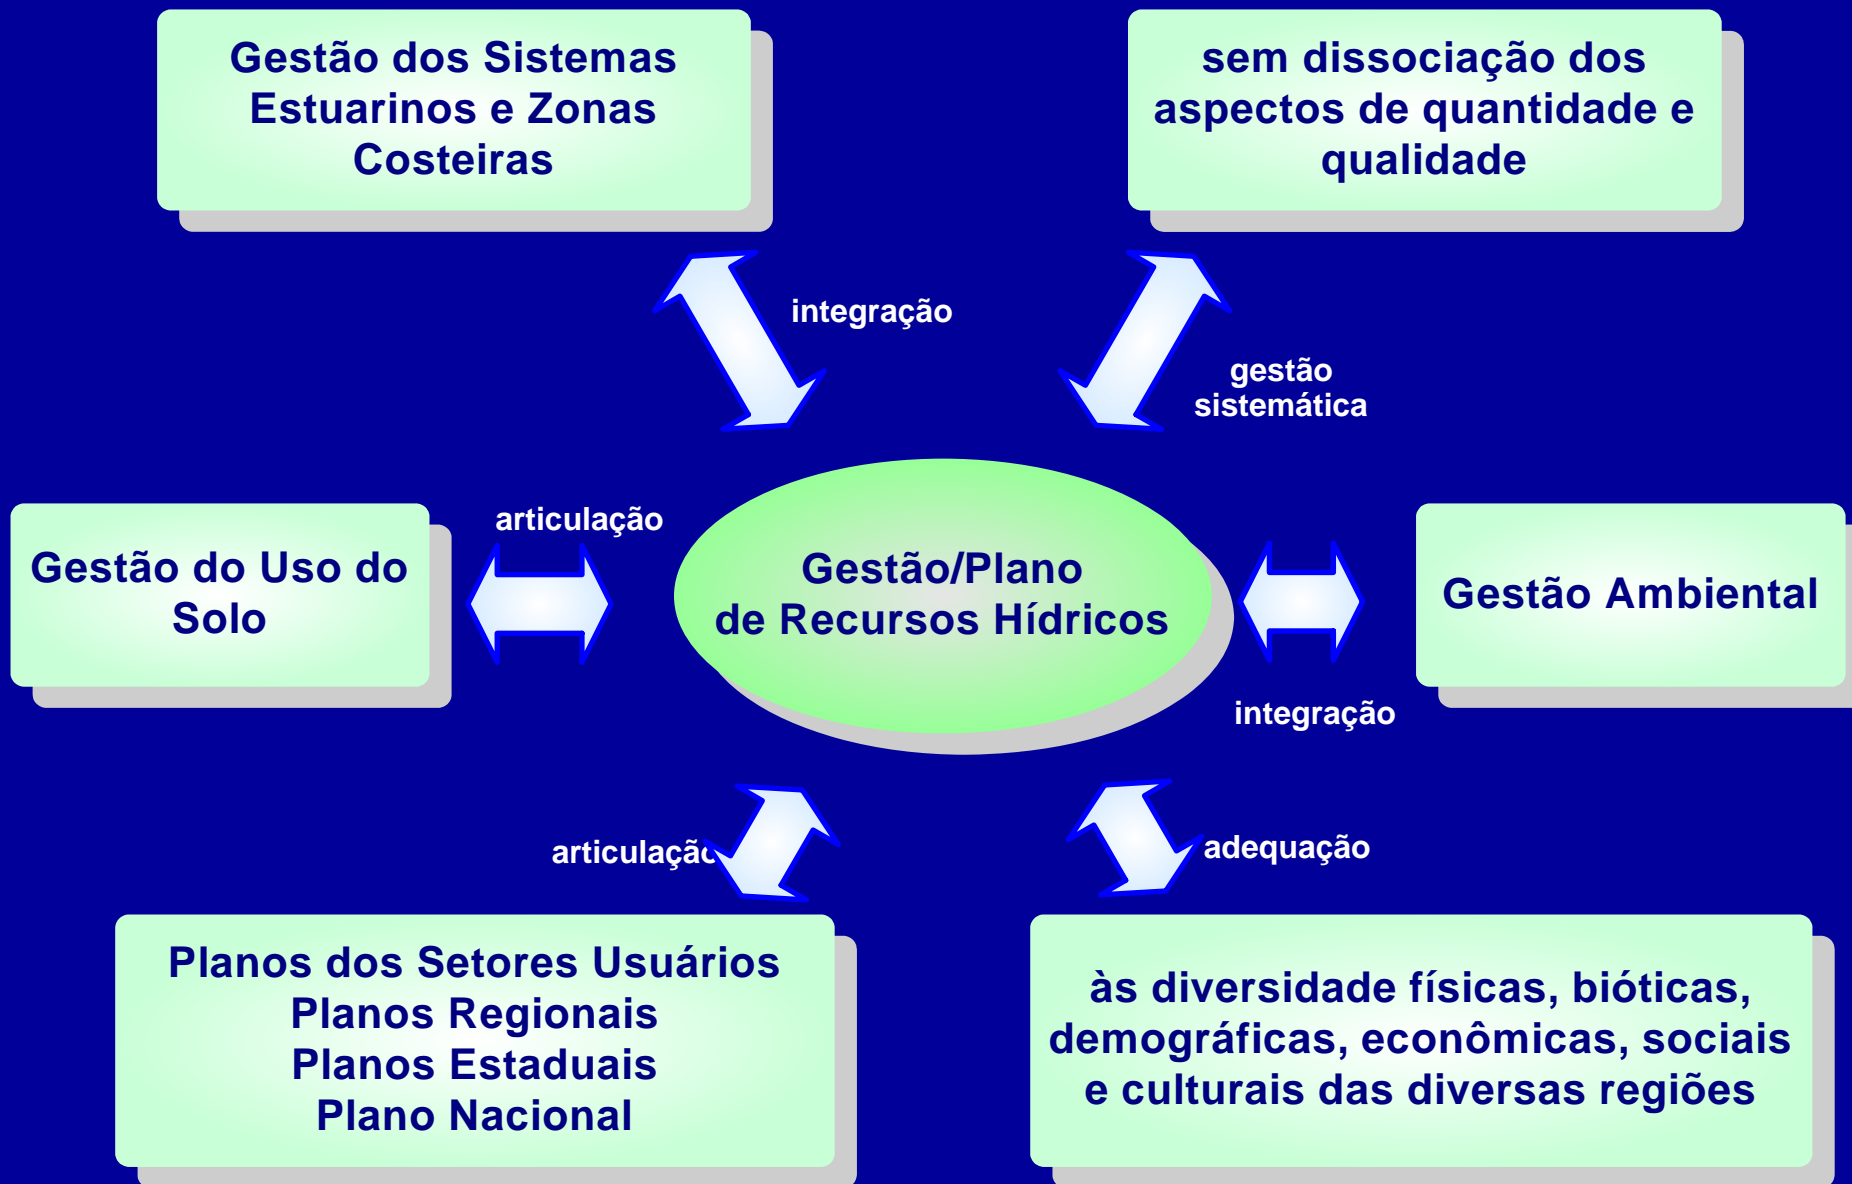 Gestão dos Sistemas
Estuarinos e Zonas
Costeiras
sem dissociação dos
aspectos de quantidade e
qualidade
integração
gestão
sistemática
articulação
Gestão do Uso do
Solo
Gestão/Plano
de Recursos Hídricos
Gestão Ambiental
integração
articulação
adequação
Planos dos Setores Usuários
Planos Regionais
Planos Estaduais
Plano Nacional
às diversidade físicas, bióticas,
demográficas, econômicas, sociais
e culturais das diversas regiões